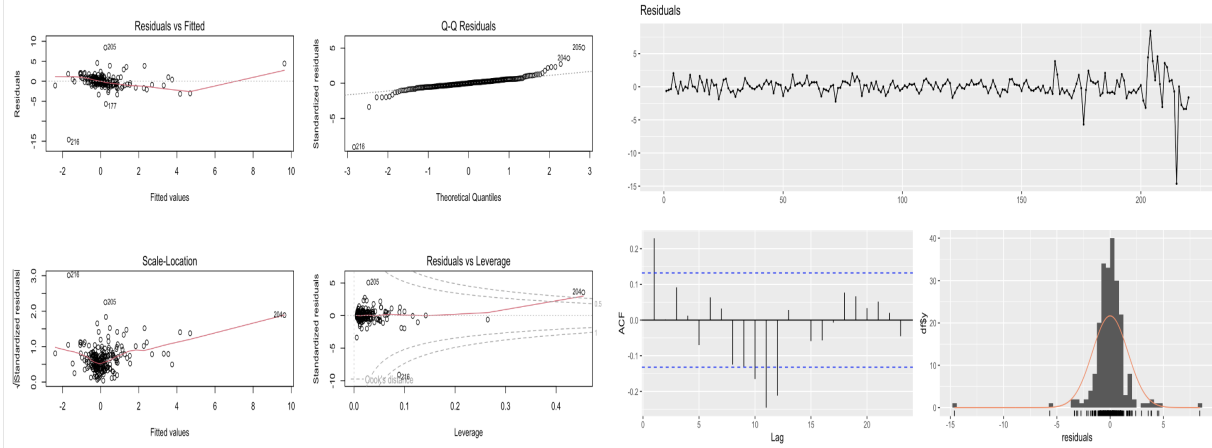 Residuals vs Fitted
Residuals
10
5
0
-5
-15
205
177
216
-2 0 2 4 6 8 10
Fitted values
Q-Q Residuals
Standardized residuals
5
0
-5
205
204
216
-3 -2 -1 0 1 2 3
Theoretical Quantiles
Scale-Location
√|Standardized residuals|
3.0
2.0
1.0
0.0
216
205
204
-2 0 2 4 6 8 10
Fitted values
Residuals vs Leverage
Standardized residuals
5
0
-5
-10
205
204
216
0.5
1
Cook's distance
0.0 0.1 0.2 0.3 0.4
Leverage
Residuals
5
0
-5
-10
-15
0 50 100 150 200
ACF
0.2
0.1
0.0
-0.1
-0.2
0 10 20
Lag
df$y
40
30
20
10
0
-15 -10 -5 0 5
residuals